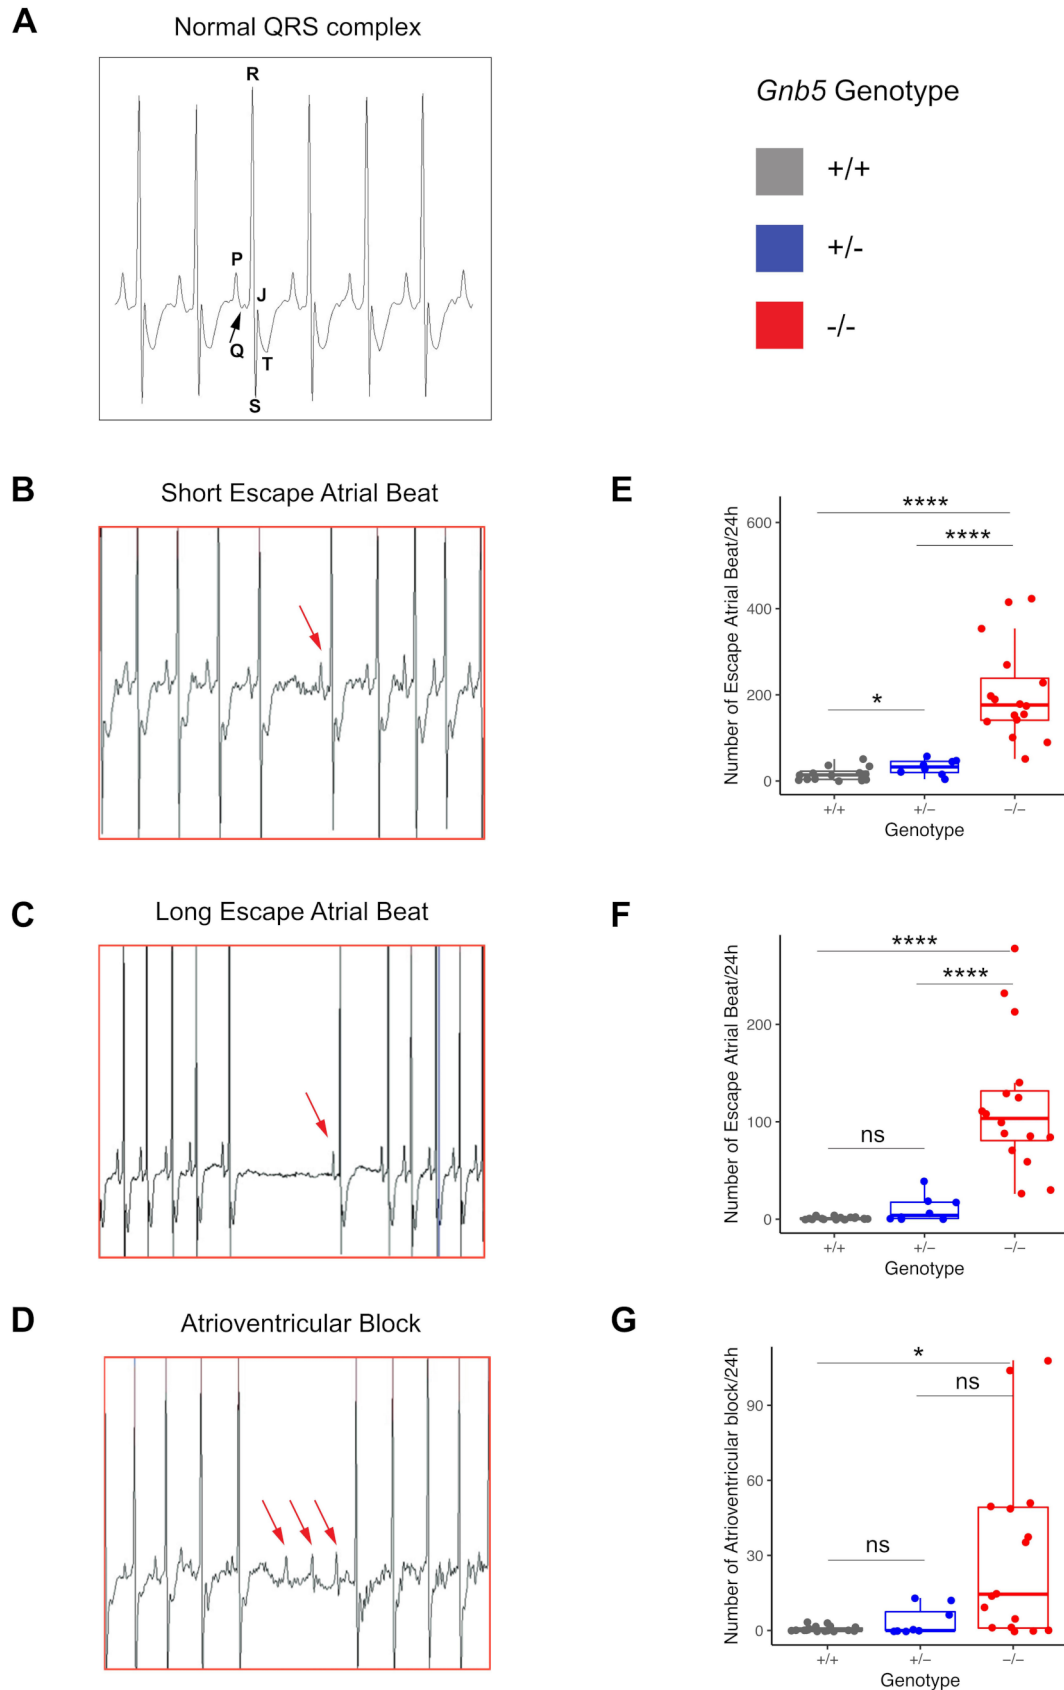 A
Normal QRS complex
R
P
J
Q
T
S
Gnb5 Genotype
+/+
+/-
-/-
B
Short Escape Atrial Beat
E
Number of Escape Atrial Beat/24h
600
400
200
0
****
****
*
+/+
+/−
−/−
Genotype
C
Long Escape Atrial Beat
F
Number of Escape Atrial Beat/24h
200
100
0
****
****
ns
+/+
+/−
−/−
Genotype
D
Atrioventricular Block
G
Number of Atrioventricular block/24h
90
60
30
0
*
ns
ns
+/+
+/−
−/−
Genotype